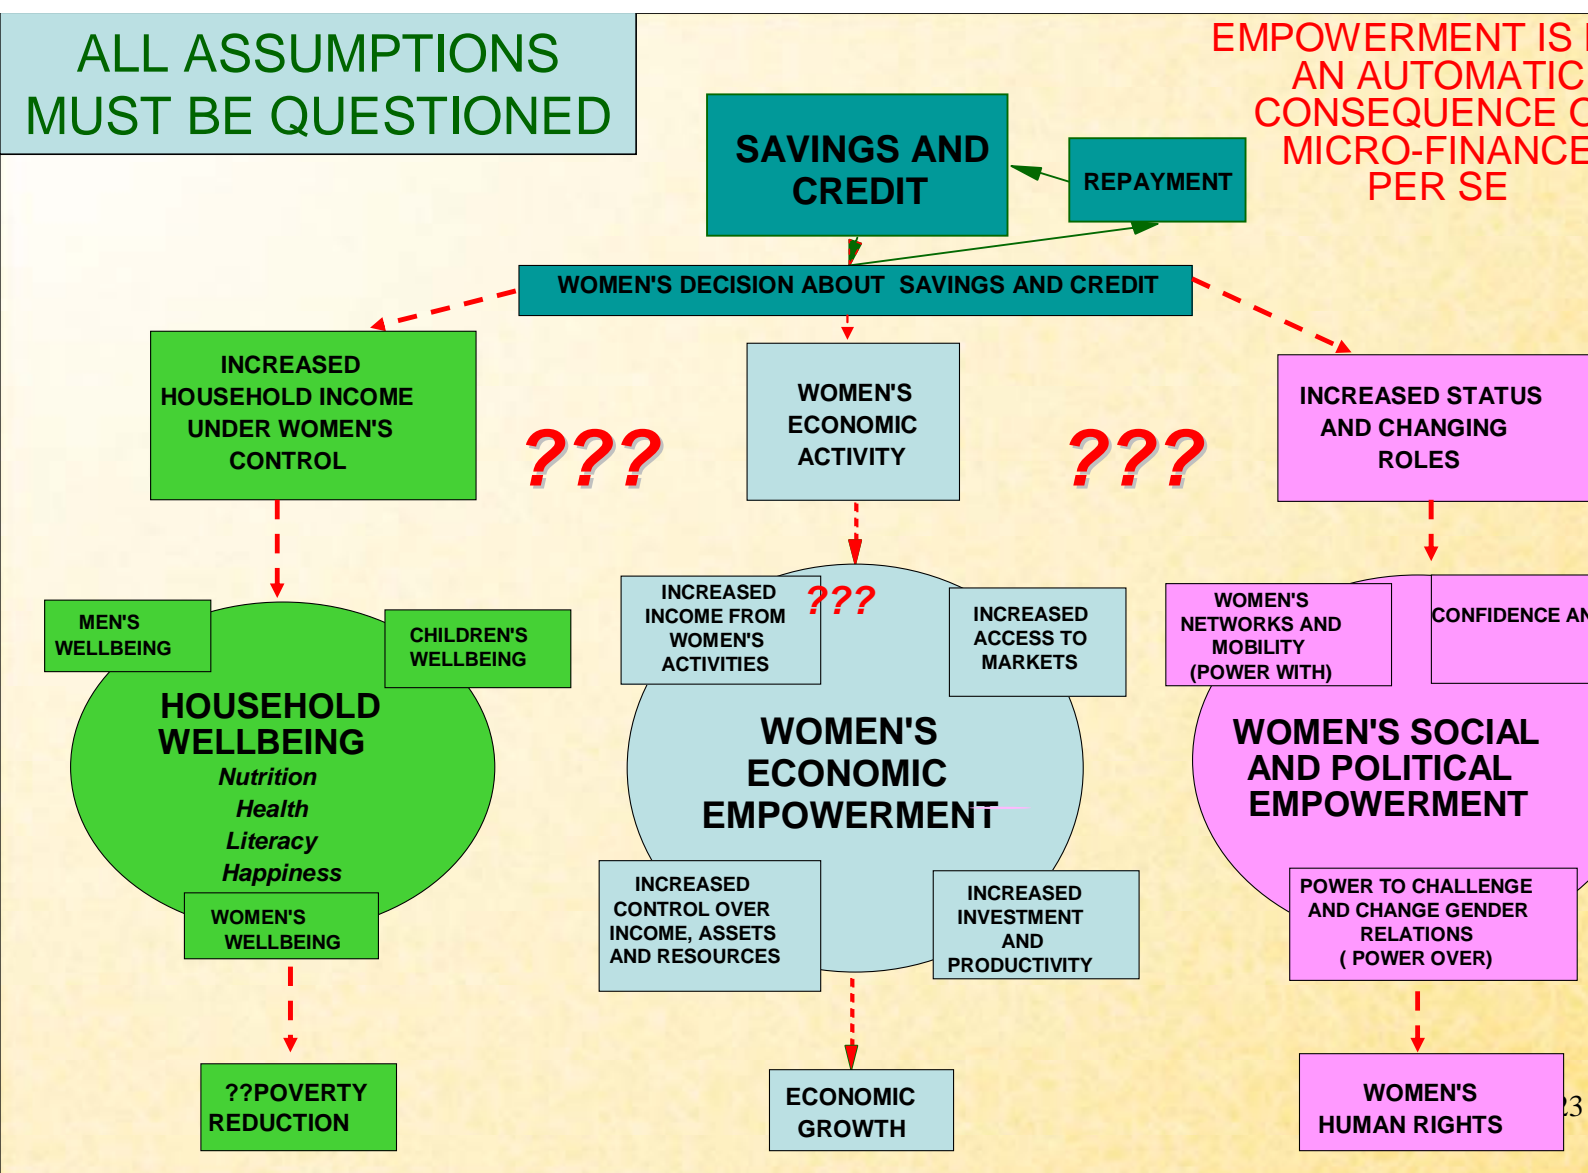 ALL ASSUMPTIONS
MUST BE QUESTIONED
EMPOWERMENT IS
AN AUTOMATIC
CONSEQUENCE
MICRO-FINANCE
PER SE
SAVINGS AND
CREDIT
REPAYMENT
WOMEN'S DECISION ABOUT SAVINGS AND CREDIT
INCREASED
HOUSEHOLD INCOME
UNDER WOMEN'S
CONTROL
???
WOMEN'S
ECONOMIC
ACTIVITY
???
INCREASED STATUS
AND CHANGING
ROLES
MEN'S
WELLBEING
CHILDREN'S
WELLBEING
HOUSEHOLD
WELLBEING
Nutrition
Health
Literacy
Happiness
WOMEN'S
WELLBEING
??POVERTY
REDUCTION
INCREASED
INCOME FROM
WOMEN'S
ACTIVITIES
???
INCREASED
ACCESS TO
MARKETS
WOMEN'S
ECONOMIC
EMPOWERMENT
INCREASED
CONTROL OVER
INCOME, ASSETS
AND RESOURCES
INCREASED
INVESTMENT
AND
PRODUCTIVITY
ECONOMIC
GROWTH
WOMEN'S
NETWORKS AND
MOBILITY
(POWER WITH)
CONFIDENCE
WOMEN'S SOCIAL
AND POLITICAL
EMPOWERMENT
POWER TO CHALLENGE
AND CHANGE GENDER
RELATIONS
( POWER OVER)
WOMEN'S
HUMAN RIGHTS
23